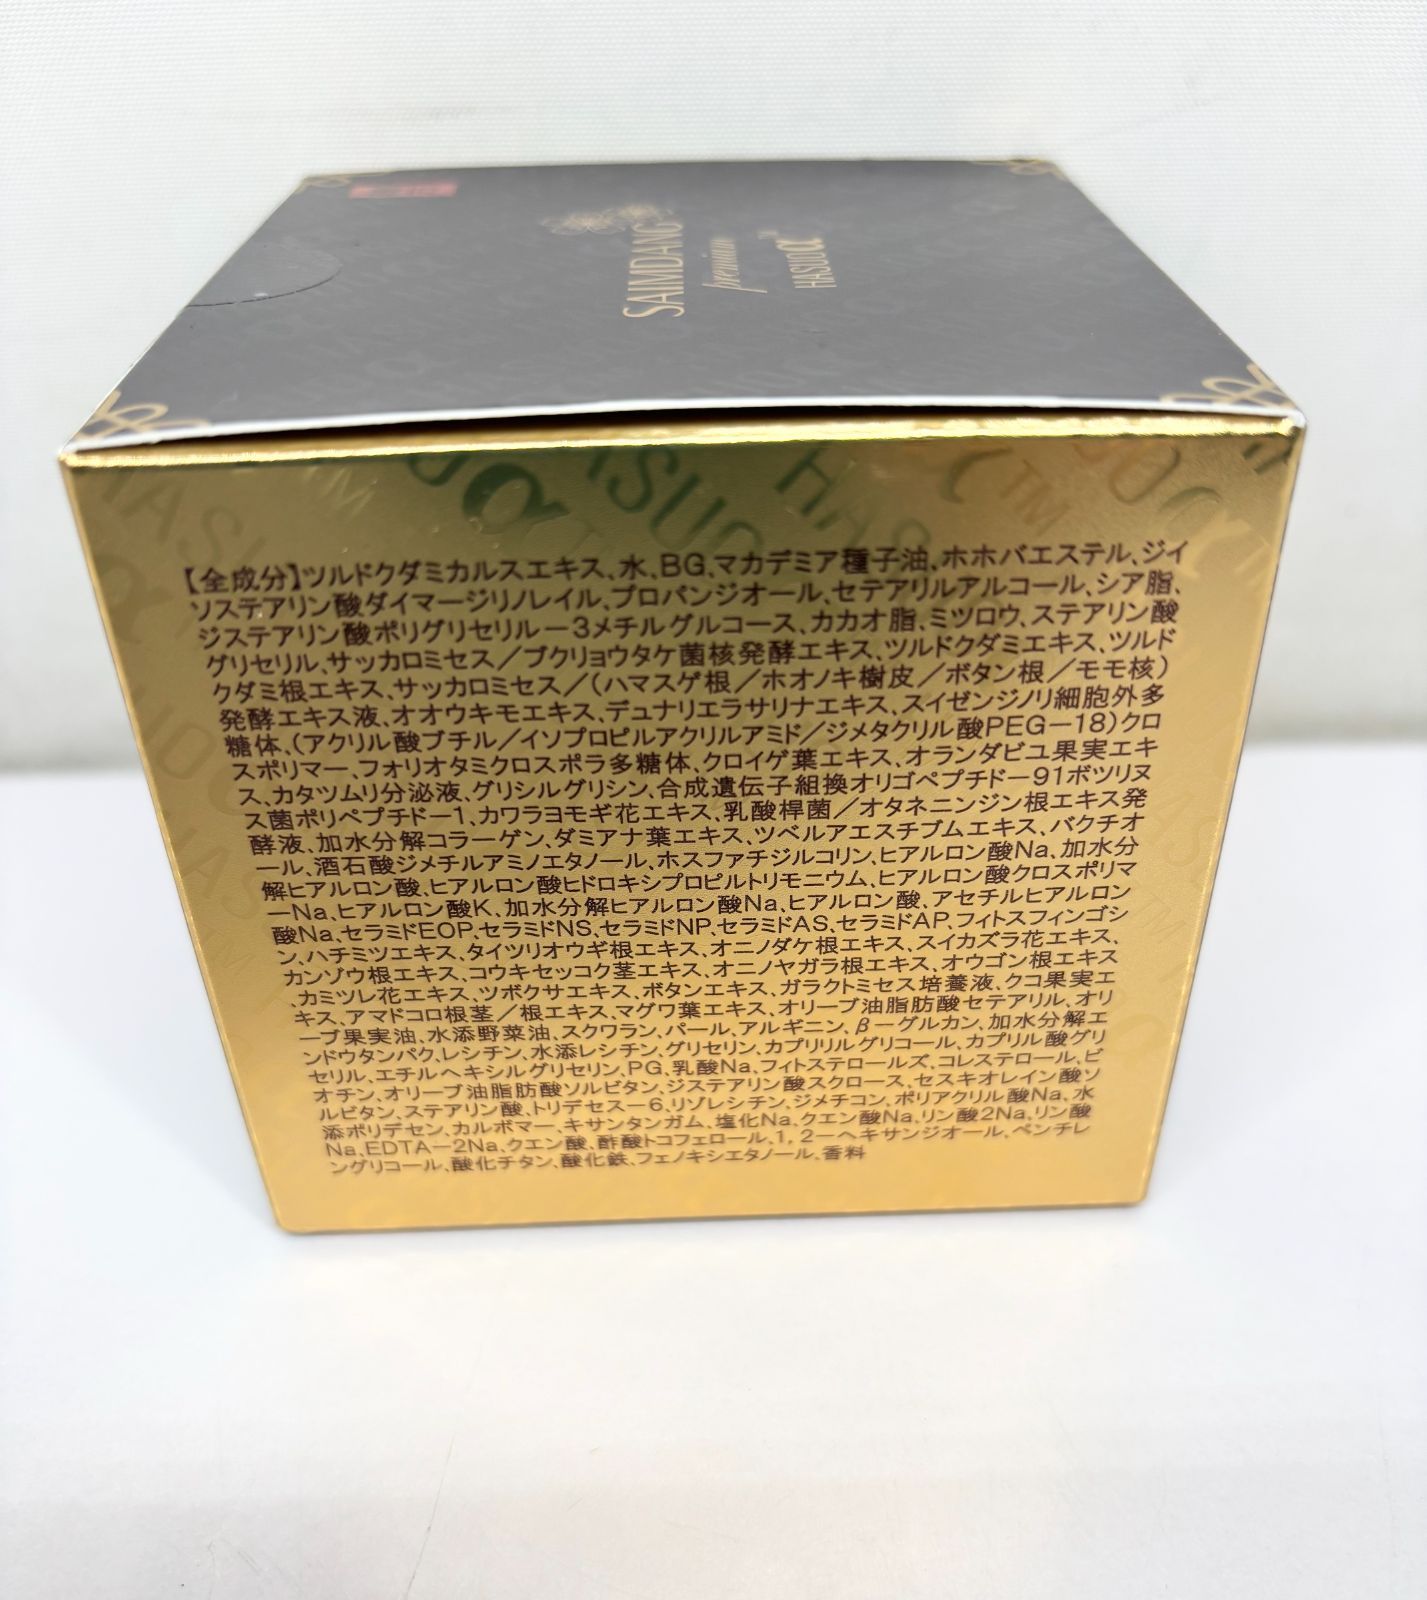 SAIMDANG
premium
HASUOα
【全成分】ツルドクダミカルスエキス、水、BG、マカデミア種子油、ホホバエステル、ジイ
ソステアリン酸ダイマージリノレイル、プロパンジオール、セテアリルアルコール、シア脂、
ジステアリン酸ポリグリセリル－3メチルグルコース、カカオ脂、ミツロウ、ステアリン酸
グリセリル、サッカロミセス／ブクリョウタケ菌核発酵エキス、ツルドクダミエキス、ツルド
クダミ根エキス、サッカロミセス／（ハマスゲ根／ホオノキ樹皮／ボタン根／モモ核）
発酵エキス液、オオウキモエキス、デュナリエラサリナエキス、スイゼンジノリ細胞外多
糖体、（アクリル酸ブチル／イソプロピルアクリルアミド／ジメタクリル酸PEG－18）クロ
スポリマー、フォリオタミクロスポラ多糖体、クロイゲ葉エキス、オランダビユ果実エキ
ス、カタツムリ分泌液、グリシルグリシン、合成遺伝子組換オリゴペプチド－91ボツリヌ
ス菌ポリペプチド－1、カワラヨモギ花エキス、乳酸桿菌／オタネニンジン根エキス発
酵液、加水分解コラーゲン、ダミアナ葉エキス、ツベルアエスチブムエキス、バクチオ
ール、酒石酸ジメチルアミノエタノール、ホスファチジルコリン、ヒアルロン酸Na、加水分
解ヒアルロン酸、ヒアルロン酸ヒドロキシプロピルトリモニウム、ヒアルロン酸クロスポリマ
ーNa、ヒアルロン酸K、加水分解ヒアルロン酸Na、ヒアルロン酸、アセチルヒアルロン
酸Na、セラミドEOP、セラミドNS、セラミドNP、セラミドAS、セラミドAP、フィトスフィンゴシ
ン、ハチミツエキス、タイツリオウギ根エキス、オニノダケ根エキス、スイカズラ花エキス、
カンゾウ根エキス、コウキセッコク茎エキス、オニノヤガラ根エキス、オウゴン根エキス
、カミツレ花エキス、ツボクサエキス、ボタンエキス、ガラクトミセス培養液、クコ果実エ
キス、アマドコロ根茎／根エキス、マグワ葉エキス、オリーブ油脂肪酸セテアリル、オリ
ーブ果実油、水添野菜油、スクワラン、パール、アルギニン、β－グルカン、加水分解エ
ンドウタンパク、レシチン、水添レシチン、グリセリン、カプリリルグリコール、カプリル酸グリ
セリル、エチルヘキシルグリセリン、PG、乳酸Na、フィトステロールズ、コレステロール、ビ
オチン、オリーブ油脂肪酸ソルビタン、ジステアリン酸スクロース、セスキオレイン酸ソ
ルビタン、ステアリン酸、トリデセス－6、リゾレシチン、ジメチコン、ポリアクリル酸Na、水
添ポリデセン、カルボマー、キサンタンガム、塩化Na、クエン酸Na、リン酸2Na、リン酸
Na、EDTA－2Na、クエン酸、酢酸トコフェロール、1，2－ヘキサンジオール、ペンチレ
ングリコール、酸化チタン、酸化鉄、フェノキシエタノール、香料